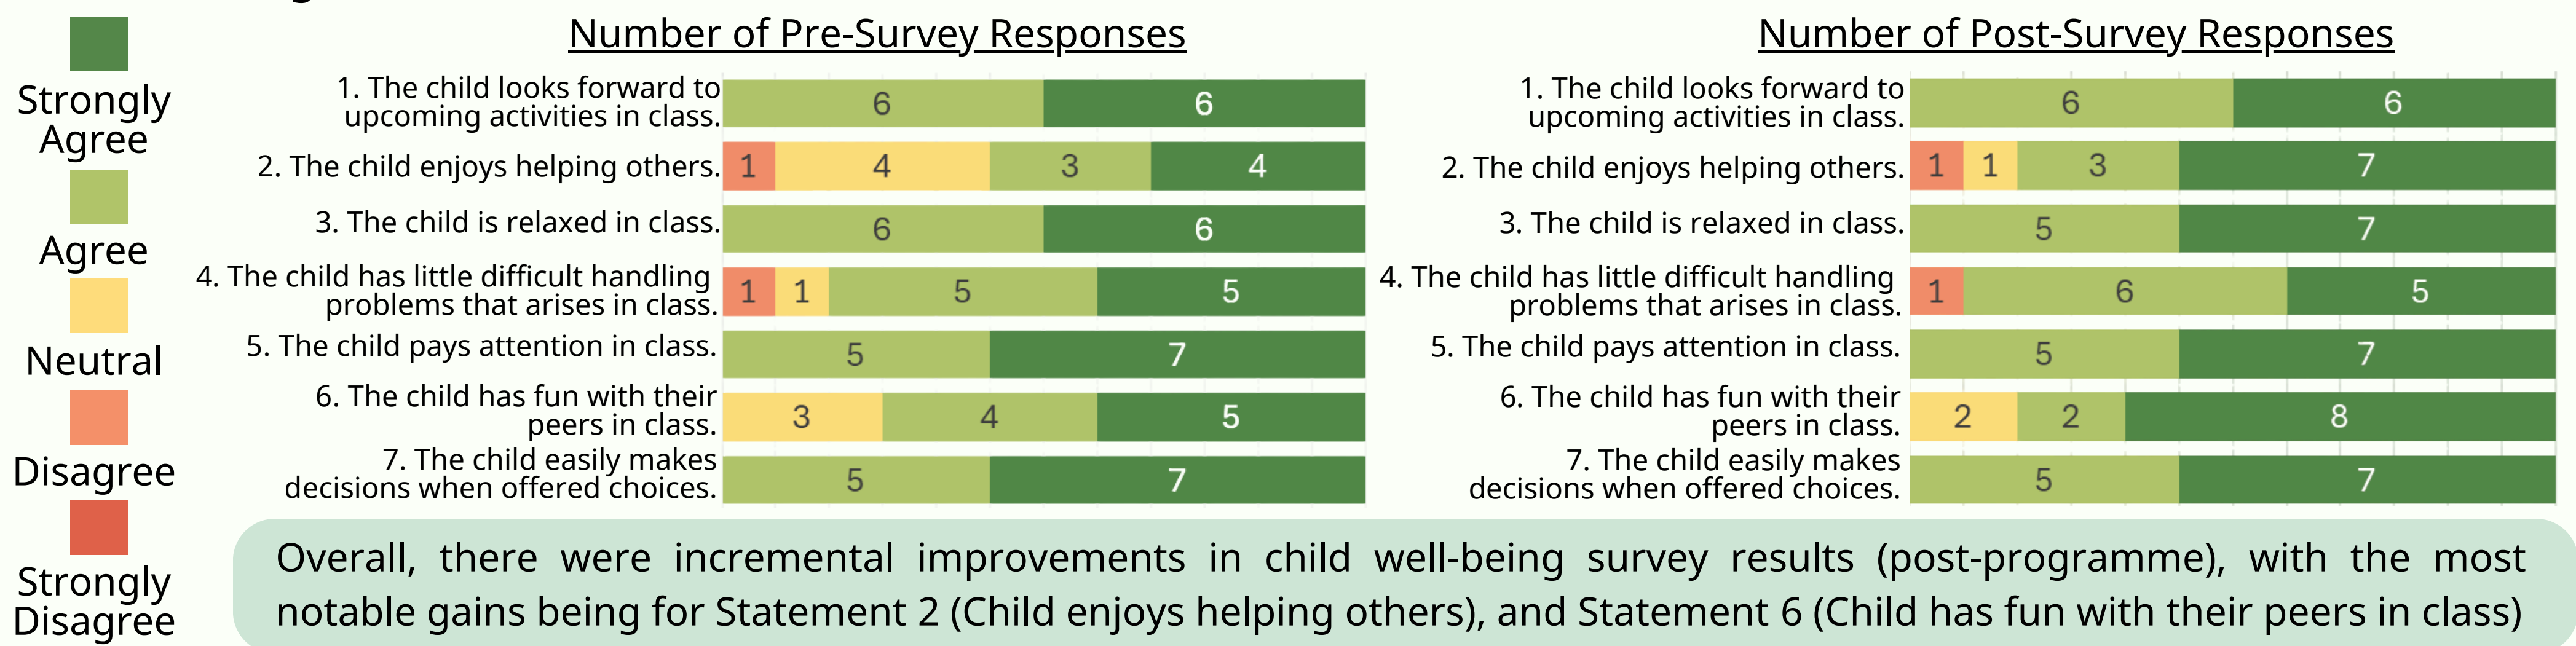 Strongly
Agree
Agree
Neutral
Disagree
Strongly
Disagree
Number of Pre-Survey Responses
1. The child looks forward to
upcoming activities in class.
6 6
2. The child enjoys helping others.
1 4 3 4
3. The child is relaxed in class.
6 6
4. The child has little difficult handling
problems that arises in class.
1 1 5 5
5. The child pays attention in class.
5 7
6. The child has fun with their
peers in class.
3 4 5
7. The child easily makes
decisions when offered choices.
5 7
Number of Post-Survey Responses
1. The child looks forward to
upcoming activities in class.
6 6
2. The child enjoys helping others.
1 1 3 7
3. The child is relaxed in class.
5 7
4. The child has little difficult handling
problems that arises in class.
1 6 5
5. The child pays attention in class.
5 7
6. The child has fun with their
peers in class.
2 2 8
7. The child easily makes
decisions when offered choices.
5 7
Overall, there were incremental improvements in child well-being survey results (post-programme), with the most
notable gains being for Statement 2 (Child enjoys helping others), and Statement 6 (Child has fun with their peers in class)